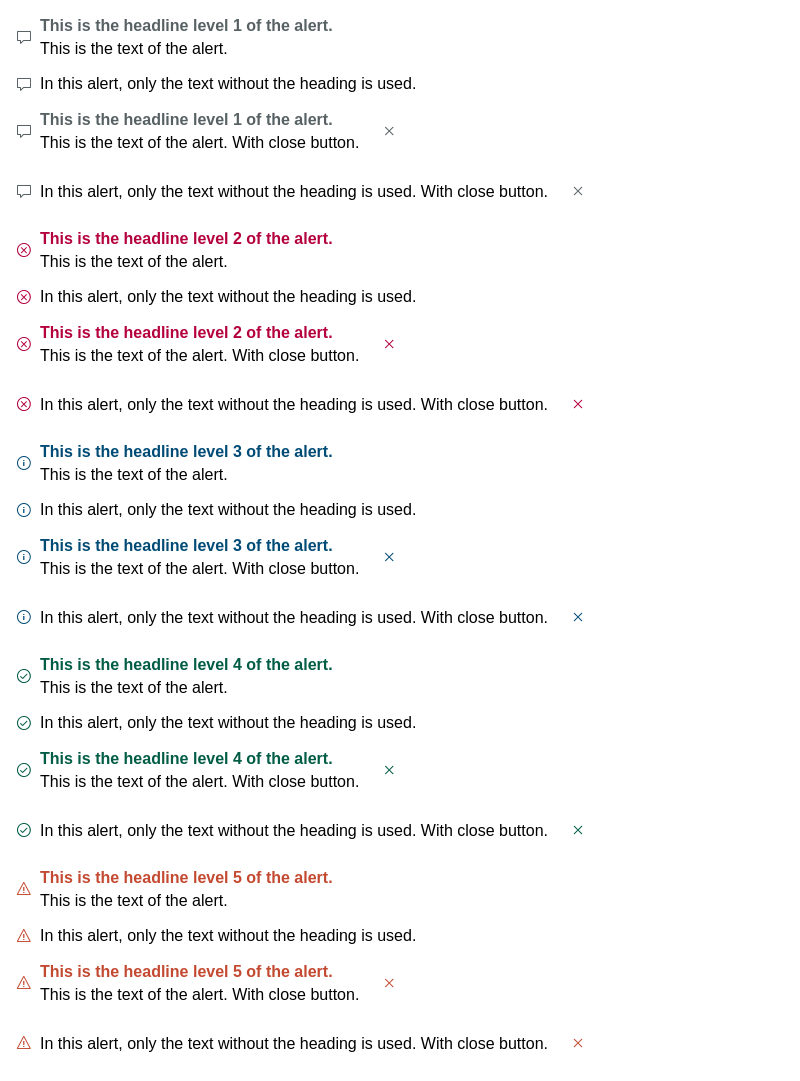 This is the headline level 1 of the alert.
This is the text of the alert.
In this alert, only the text without the heading is used.
This is the headline level 1 of the alert.
This is the text of the alert. With close button.
In this alert, only the text without the heading is used. With close button.
This is the headline level 2 of the alert.
This is the text of the alert.
In this alert, only the text without the heading is used.
This is the headline level 2 of the alert.
This is the text of the alert. With close button.
In this alert, only the text without the heading is used. With close button.
This is the headline level 3 of the alert.
This is the text of the alert.
In this alert, only the text without the heading is used.
This is the headline level 3 of the alert.
This is the text of the alert. With close button.
In this alert, only the text without the heading is used. With close button.
This is the headline level 4 of the alert.
This is the text of the alert.
In this alert, only the text without the heading is used.
This is the headline level 4 of the alert.
This is the text of the alert. With close button.
In this alert, only the text without the heading is used. With close button.
This is the headline level 5 of the alert.
This is the text of the alert.
In this alert, only the text without the heading is used.
This is the headline level 5 of the alert.
This is the text of the alert. With close button.
In this alert, only the text without the heading is used. With close button.